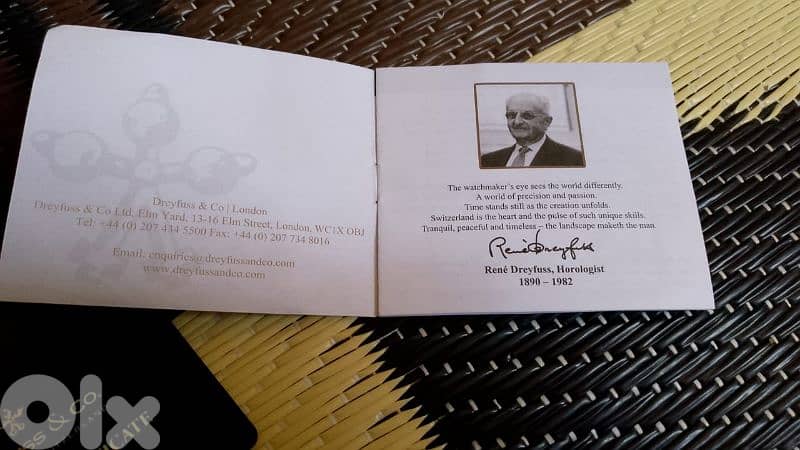 Dreyfuss & Co | London
Dreyfuss & Co Ltd, Elm Yard, 13-16 Elm Street, London, WC1X OBJ
Tel: +44 (0) 207 434 5500 Fax: +44 (0) 207 734 8016
Email: enquiries@dreyfussandco.com
www.dreyfussandco.com
The watchmaker's eye sees the world differently.
A world of precision and passion.
Time stands still as the creation unfolds.
Switzerland is the heart and the pulse of such unique skills.
Tranquil, peaceful and timeless – the landscape maketh the man.
René Dreyfuss
René Dreyfuss, Horologist
1890 – 1982
SS & CO
olx